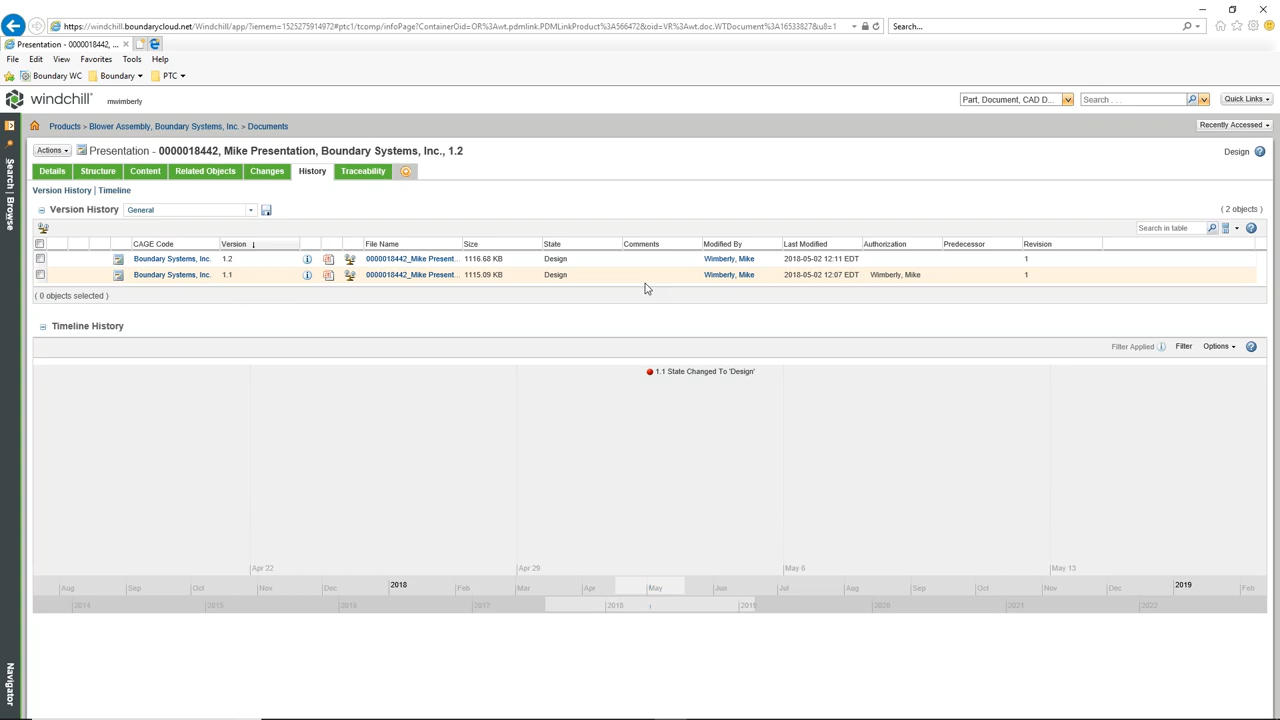 https://windchill.boundarycloud.net/Windchill/app/?iemem=1525275914972#ptc1/tcomp/infoPage?ContainerOid=OR%3Awt.pdmlink.PDMLinkProduct%3A566472&oid=VR%3Awt.doc.WTDocument%3A16533827&u8=1 Search...
Presentation - 0000018442, ... ×
File Edit View Favorites Tools Help
Boundary WC Boundary PTC
windchill mwimberly Part, Document, CAD D... Search . . . Quick Links
Products > Blower Assembly, Boundary Systems, Inc. > Documents Recently Accessed
Actions Presentation - 0000018442, Mike Presentation, Boundary Systems, Inc., 1.2 Design
Details Structure Content Related Objects Changes History Traceability
Version History | Timeline
Version History General ( 2 objects )
Search in table
CAGE Code Version File Name Size State Comments Modified By Last Modified Authorization Predecessor Revision
Boundary Systems, Inc. 1.2 0000018442_Mike Present... 1116.68 KB Design Wimberly, Mike 2018-05-02 12:11 EDT 1
Boundary Systems, Inc. 1.1 0000018442_Mike Present... 1115.09 KB Design Wimberly, Mike 2018-05-02 12:07 EDT Wimberly, Mike 1
( 0 objects selected )
Timeline History
Filter Applied Filter Options
1.1 State Changed To 'Design'
Apr 22 Apr 29 May 6 May 13
Aug Sep Oct Nov Dec 2018 Feb Mar Apr May Jun Jul Aug Sep Oct Nov Dec 2019 Feb
2014 2015 2016 2017 2018 2019 2020 2021 2022
Search | Browse
Navigator